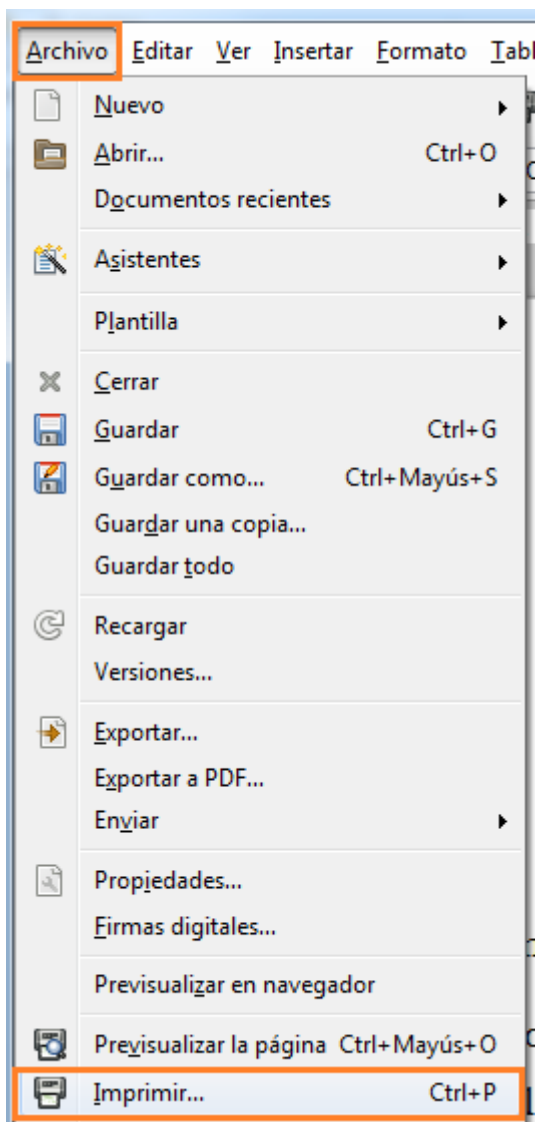 Archivo Editar Ver Insertar Formato Tabl
Nuevo
Abrir... Ctrl+O
Documentos recientes
Asistentes
Plantilla
Cerrar
Guardar Ctrl+G
Guardar como... Ctrl+Mayús+S
Guardar una copia...
Guardar todo
Recargar
Versiones...
Exportar...
Exportar a PDF...
Enviar
Propiedades...
Firmas digitales...
Previsualizar en navegador
Previsualizar la página Ctrl+Mayús+O
Imprimir... Ctrl+P